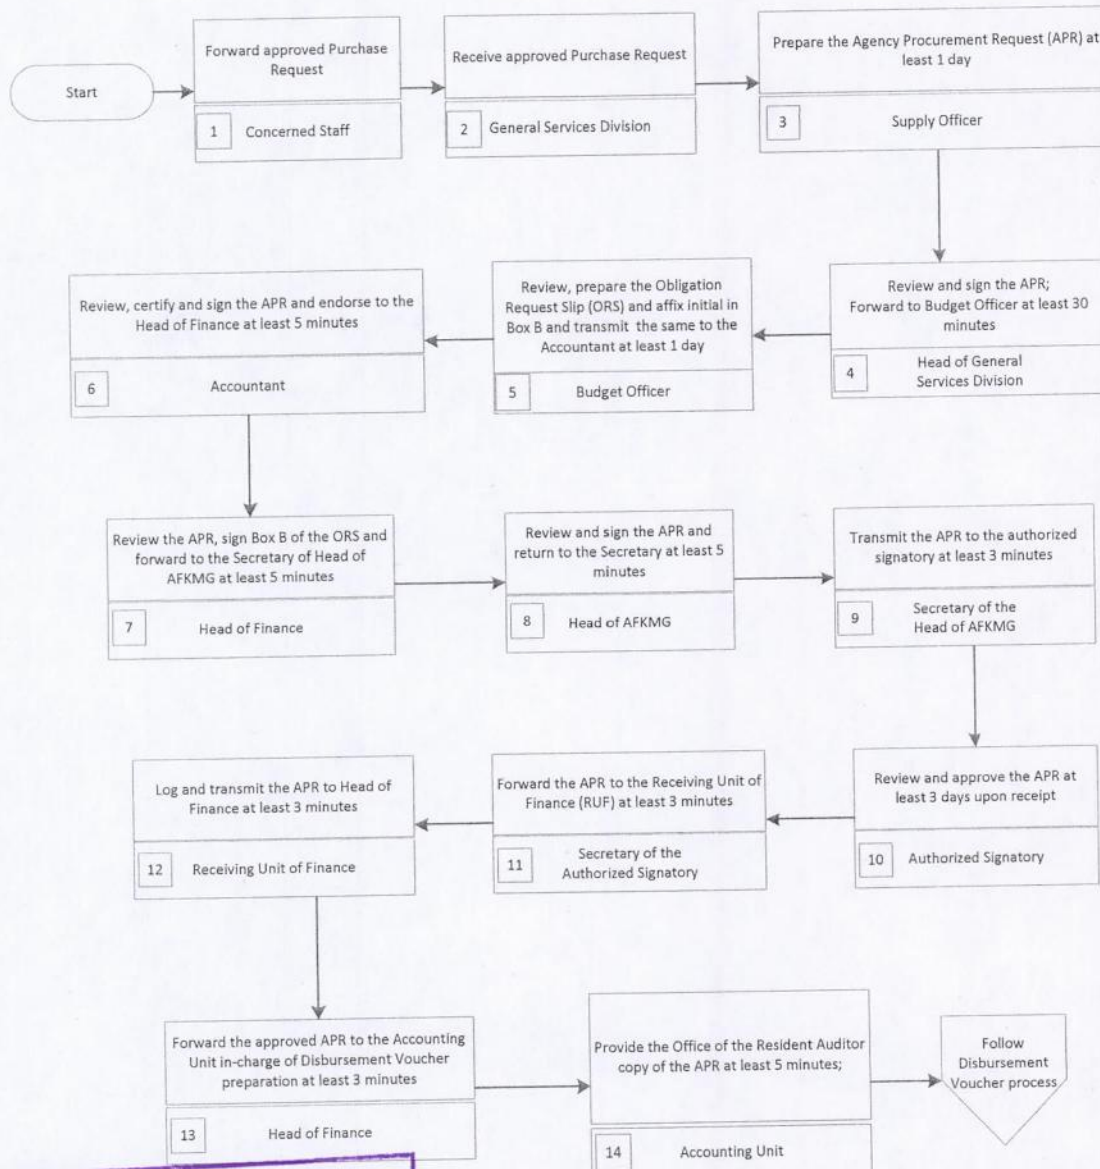 Start
Forward approved Purchase
Request
1
Concerned Staff
Receive approved Purchase Request
2
General Services Division
Prepare the Agency Procurement Request (APR) at
least 1 day
3
Supply Officer
Review and sign the APR;
Forward to Budget Officer at least 30
minutes
4
Head of General
Services Division
Review, prepare the Obligation
Request Slip (ORS) and affix initial in
Box B and transmit the same to the
Accountant at least 1 day
5
Budget Officer
Review, certify and sign the APR and endorse to the
Head of Finance at least 5 minutes
6
Accountant
Review the APR, sign Box B of the ORS and
forward to the Secretary of Head of
AFKMG at least 5 minutes
7
Head of Finance
Review and sign the APR and
return to the Secretary at least 5
minutes
8
Head of AFKMG
Transmit the APR to the authorized
signatory at least 3 minutes
9
Secretary of the
Head of AFKMG
Review and approve the APR at
least 3 days upon receipt
10
Authorized Signatory
Forward the APR to the Receiving Unit of
Finance (RUF) at least 3 minutes
11
Secretary of the
Authorized Signatory
Log and transmit the APR to Head of
Finance at least 3 minutes
12
Receiving Unit of Finance
Forward the approved APR to the Accounting
Unit in-charge of Disbursement Voucher
preparation at least 3 minutes
13
Head of Finance
Provide the Office of the Resident Auditor
copy of the APR at least 5 minutes;
14
Accounting Unit
Follow
Disbursement
Voucher process